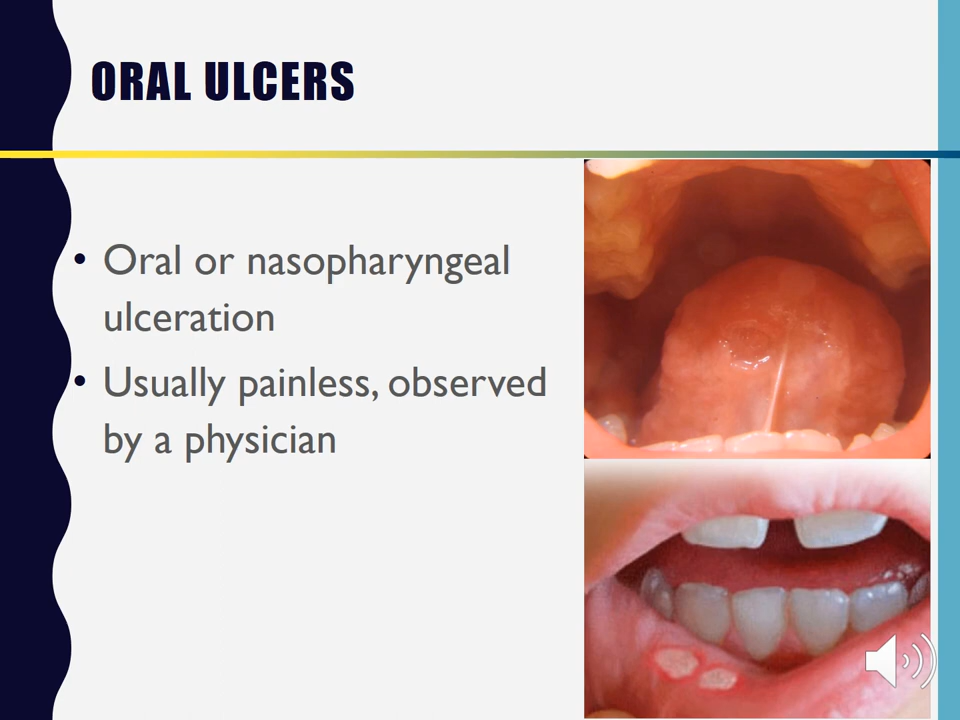 ORAL ULCERS
• Oral or nasopharyngeal
ulceration
• Usually painless, observed
by a physician